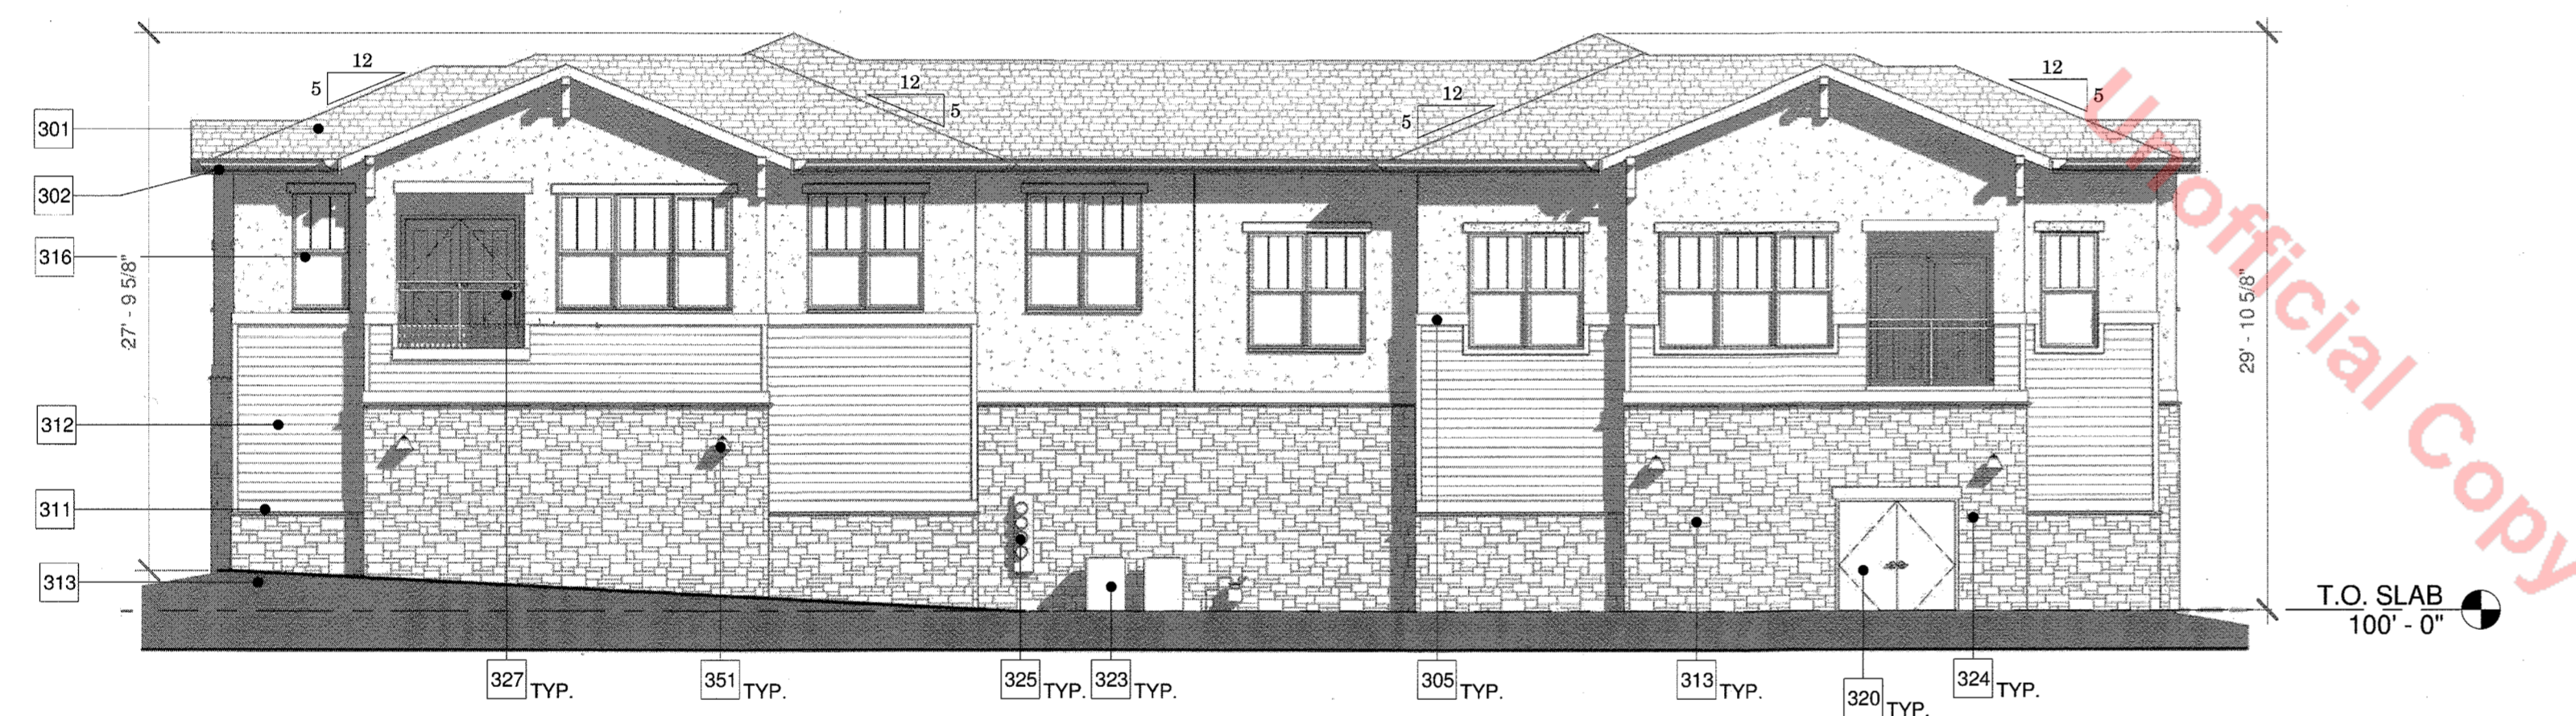 12
5
12
5
12
5
12
5
301
302
316
27' - 9 5/8"
29' - 10 5/8"
312
311
313
T.O. SLAB
100' - 0"
327 TYP.
351 TYP.
325 TYP.
323 TYP.
305 TYP.
313 TYP.
320 TYP.
324 TYP.
Unofficial Copy